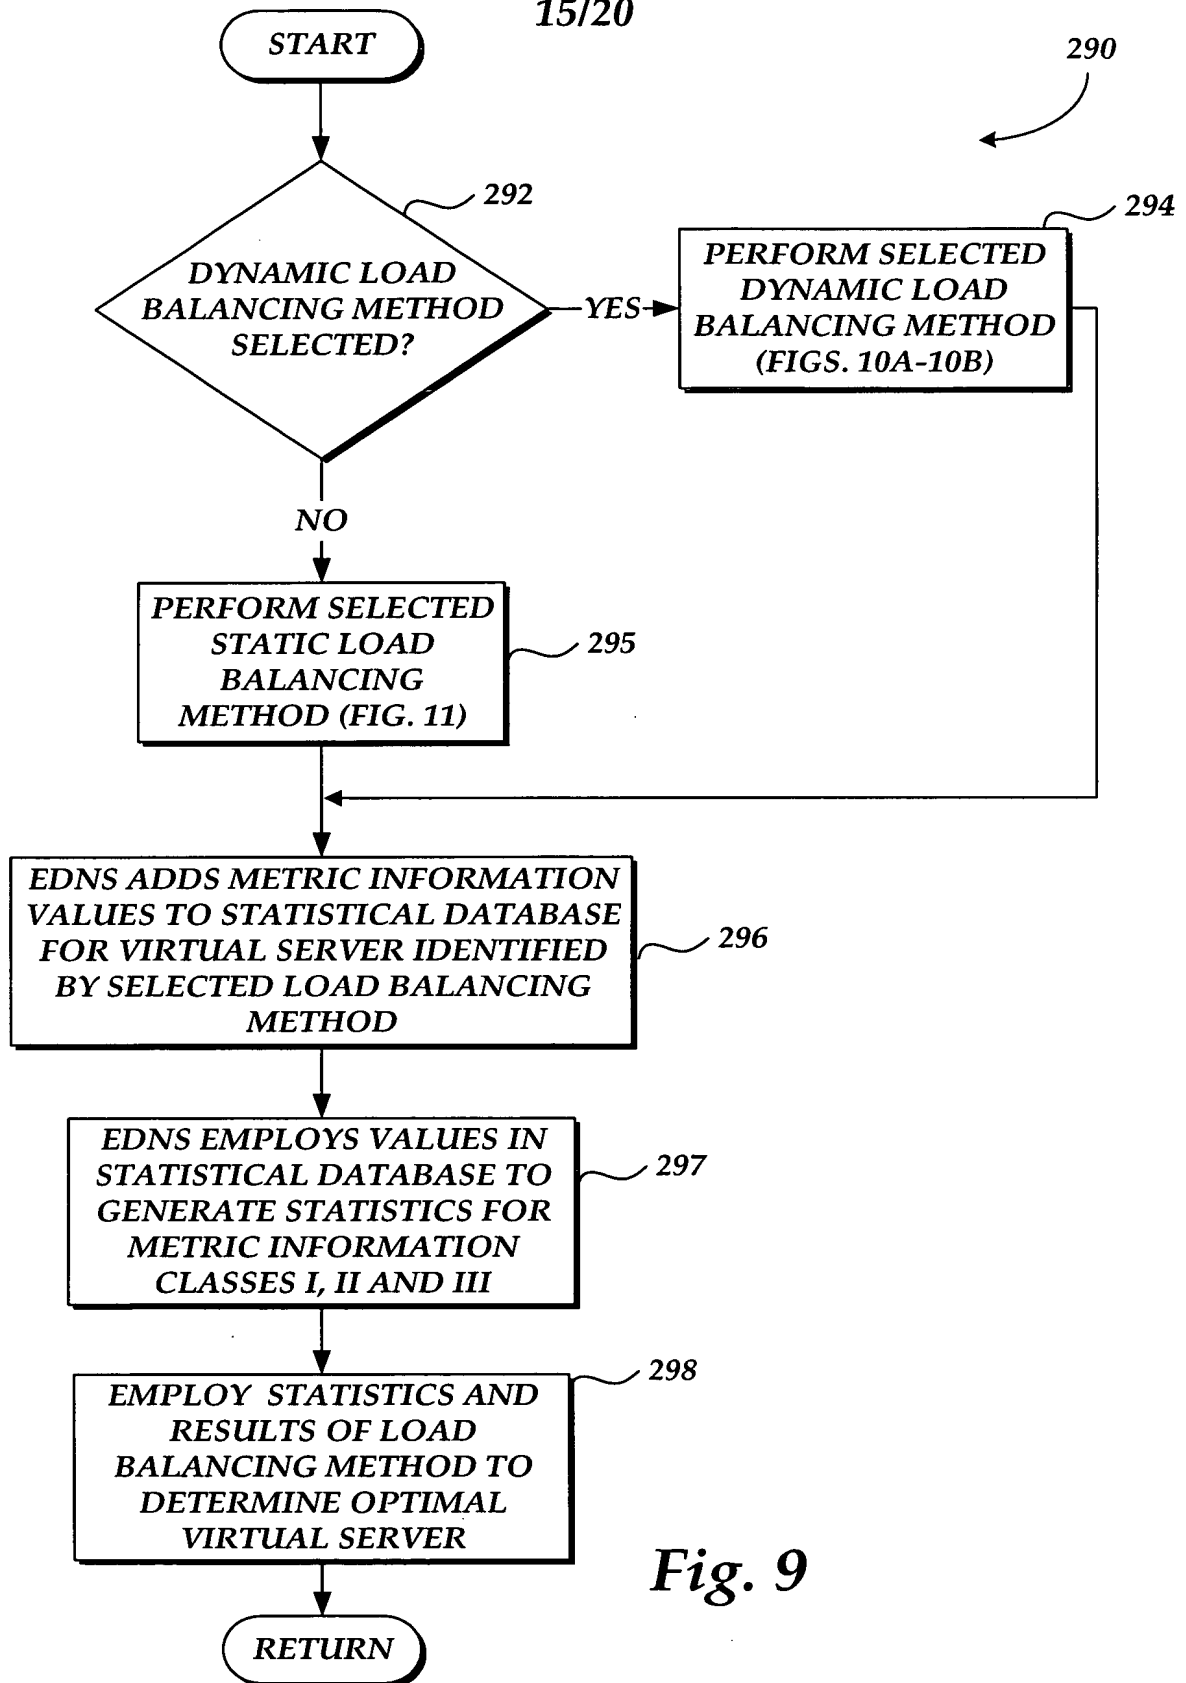 15/20
START
290
292
DYNAMIC LOAD
BALANCING METHOD
SELECTED?
YES
294
PERFORM SELECTED
DYNAMIC LOAD
BALANCING METHOD
(FIGS. 10A-10B)
NO
PERFORM SELECTED
STATIC LOAD
BALANCING
METHOD (FIG. 11)
295
EDNS ADDS METRIC INFORMATION
VALUES TO STATISTICAL DATABASE
FOR VIRTUAL SERVER IDENTIFIED
BY SELECTED LOAD BALANCING
METHOD
296
EDNS EMPLOYS VALUES IN
STATISTICAL DATABASE TO
GENERATE STATISTICS FOR
METRIC INFORMATION
CLASSES I, II AND III
297
EMPLOY STATISTICS AND
RESULTS OF LOAD
BALANCING METHOD TO
DETERMINE OPTIMAL
VIRTUAL SERVER
298
Fig. 9
RETURN